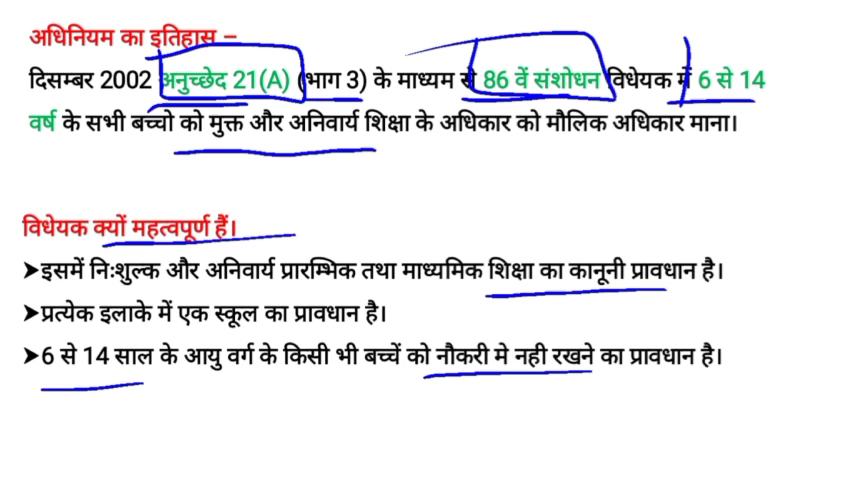 अधिनियम का इतिहास –
दिसम्बर 2002 अनुच्छेद 21(A) (भाग 3) के माध्यम से 86 वें संशोधन विधेयक में 6 से 14
वर्ष के सभी बच्चो को मुक्त और अनिवार्य शिक्षा के अधिकार को मौलिक अधिकार माना।
विधेयक क्यों महत्वपूर्ण हैं।
➤इसमें निःशुल्क और अनिवार्य प्रारम्भिक तथा माध्यमिक शिक्षा का कानूनी प्रावधान है।
➤प्रत्येक इलाके में एक स्कूल का प्रावधान है।
➤6 से 14 साल के आयु वर्ग के किसी भी बच्चें को नौकरी मे नही रखने का प्रावधान है।